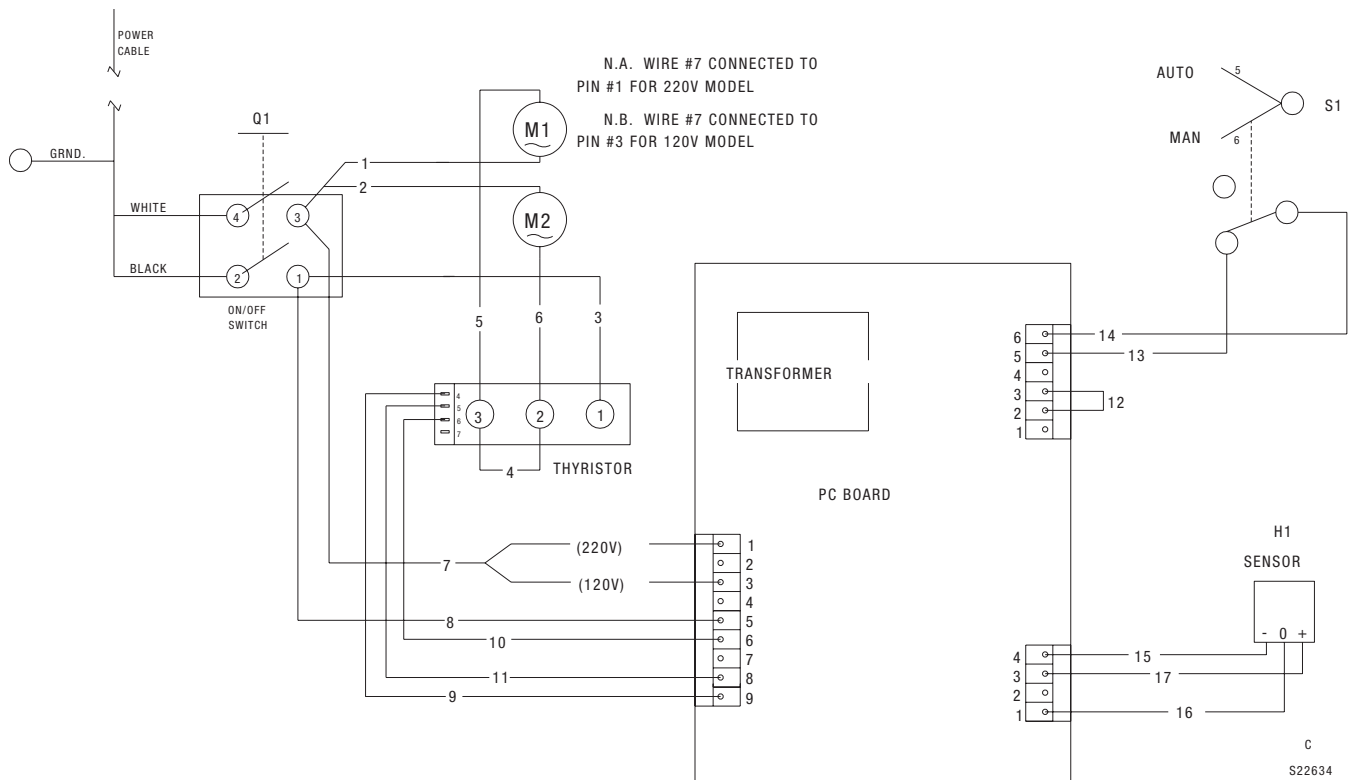 POWER
CABLE
N.A. WIRE #7 CONNECTED TO
PIN #1 FOR 220V MODEL
N.B. WIRE #7 CONNECTED TO
PIN #3 FOR 120V MODEL
AUTO
5
S1
MAN
6
Q1
M1
GRND.
1
2
WHITE
4
3
M2
BLACK
2
1
ON/OFF
SWITCH
5
6
3
6
14
5
13
4
3
12
2
1
TRANSFORMER
4
5
6
7
3
2
1
4
THYRISTOR
PC BOARD
H1
SENSOR
- 0 +
7
(220V)
1
2
(120V)
3
4
8
5
10
6
7
11
8
9
9
4
15
3
17
2
1
16
C
S22634